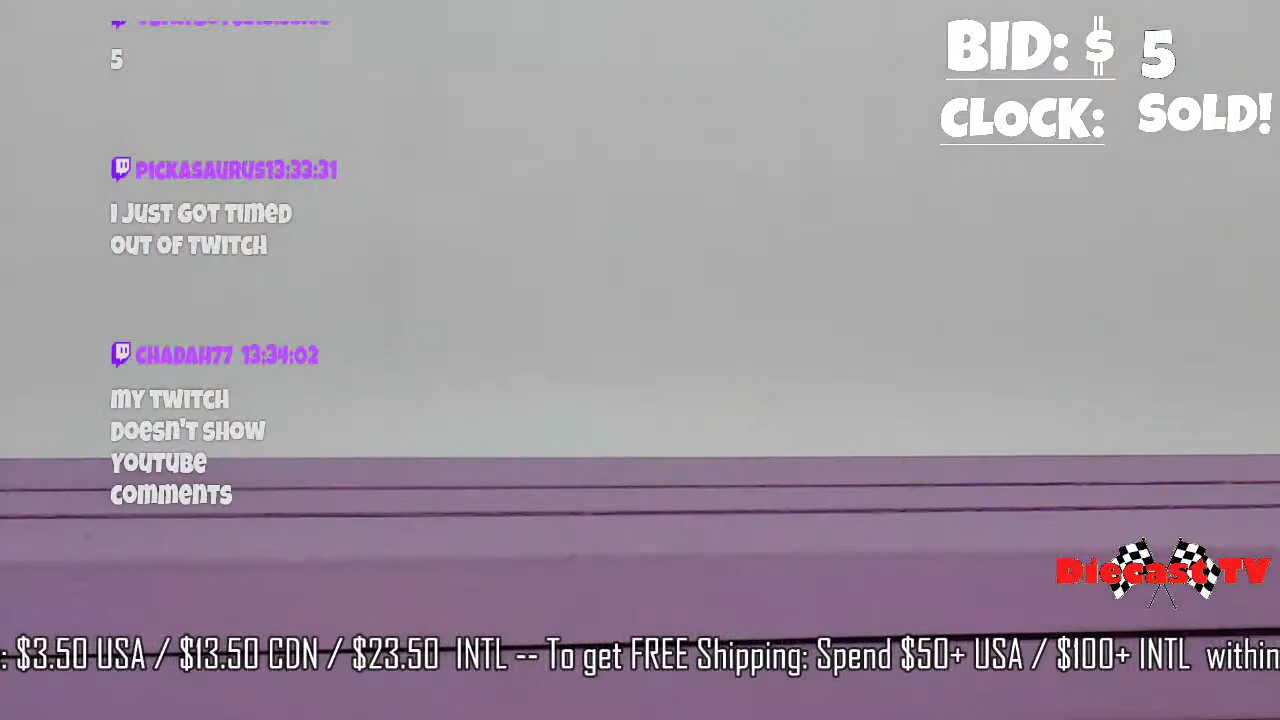 5
PICKASAURUS13:33:31
I JUST GOT TIMED
OUT OF TWITCH
CHADAH77 13:34:02
MY TWITCH
DOESN'T SHOW
YOUTUBE
COMMENTS
BID: $ 5
CLOCK: SOLD!
Diecast TV
: $3.50 USA / $13.50 CDN / $23.50 INTL -- To get FREE Shipping: Spend $50+ USA / $100+ INTL within